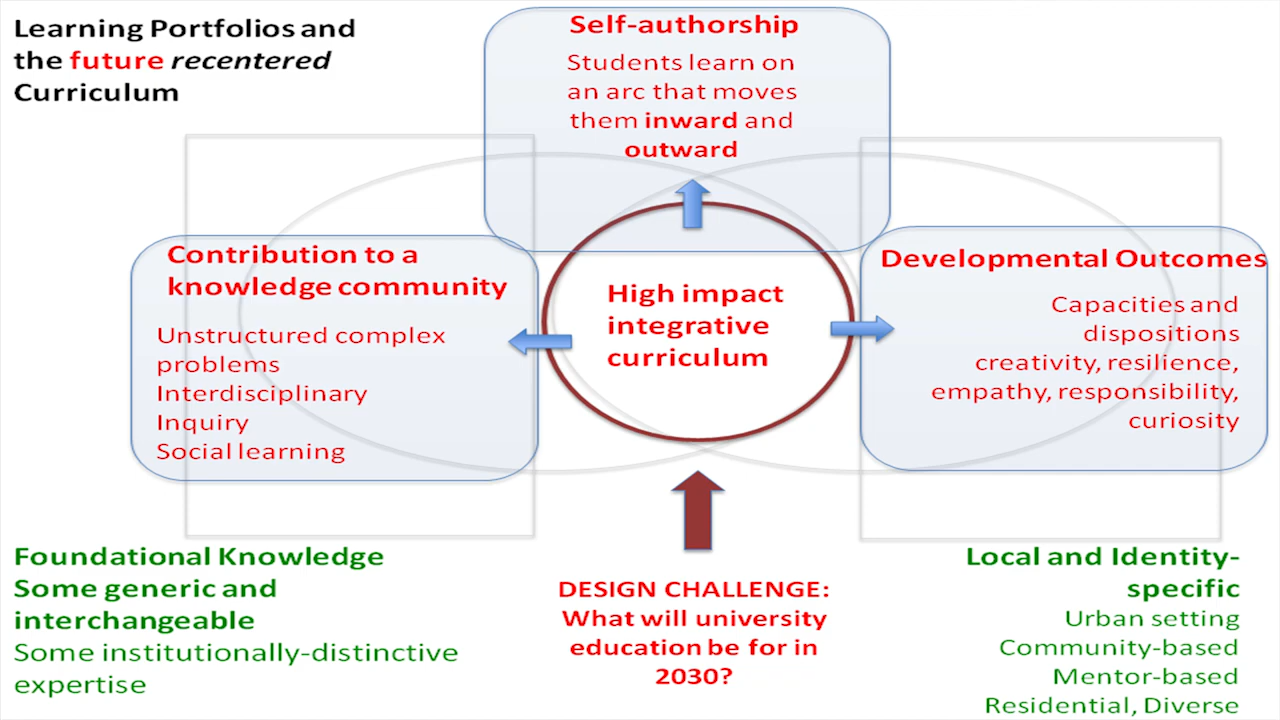 Learning Portfolios and
the future recentered
Curriculum
Self-authorship
Students learn on
an arc that moves
them inward and
outward
Contribution to a
knowledge community
Unstructured complex
problems
Interdisciplinary
Inquiry
Social learning
High impact
integrative
curriculum
Developmental Outcomes
Capacities and
dispositions
creativity, resilience,
empathy, responsibility,
curiosity
Foundational Knowledge
Some generic and
interchangeable
Some institutionally-distinctive
expertise
DESIGN CHALLENGE:
What will university
education be for in
2030?
Local and Identity-
specific
Urban setting
Community-based
Mentor-based
Residential, Diverse